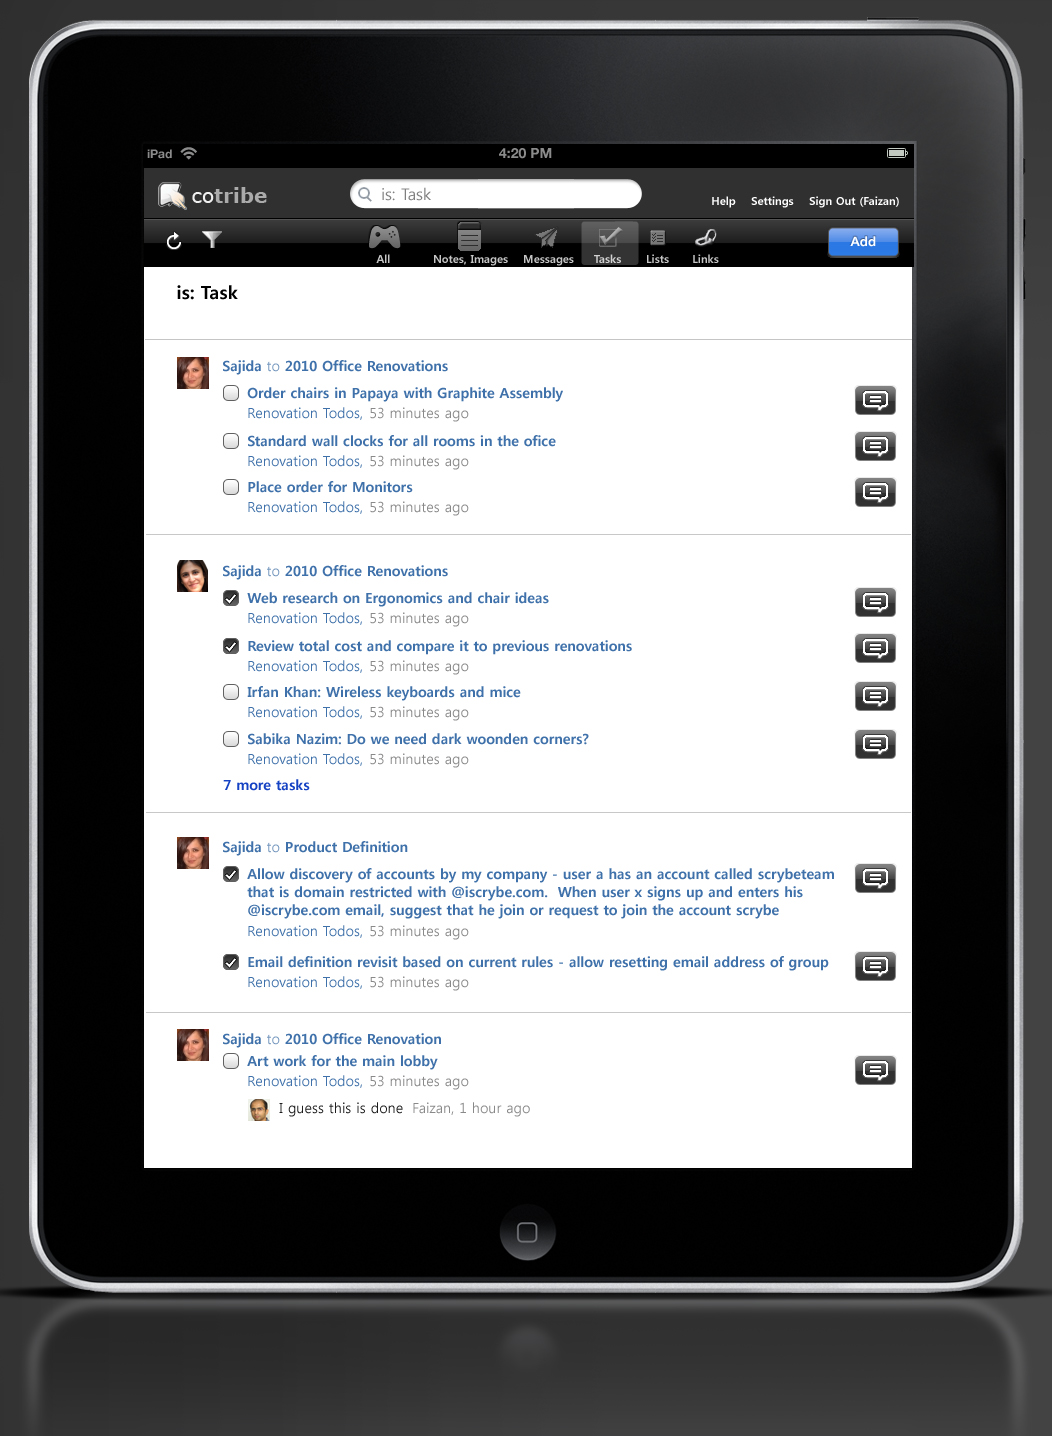 iPad
4:20 PM
cotribe
is: Task
Help Settings Sign Out (Faizan)
All Notes, Images Messages Tasks Lists Links
Add
is: Task
Sajida to 2010 Office Renovations
Order chairs in Papaya with Graphite Assembly
Renovation Todos, 53 minutes ago
Standard wall clocks for all rooms in the ofice
Renovation Todos, 53 minutes ago
Place order for Monitors
Renovation Todos, 53 minutes ago
Sajida to 2010 Office Renovations
Web research on Ergonomics and chair ideas
Renovation Todos, 53 minutes ago
Review total cost and compare it to previous renovations
Renovation Todos, 53 minutes ago
Irfan Khan: Wireless keyboards and mice
Renovation Todos, 53 minutes ago
Sabika Nazim: Do we need dark woonden corners?
Renovation Todos, 53 minutes ago
7 more tasks
Sajida to Product Definition
Allow discovery of accounts by my company - user a has an account called scrybeteam
that is domain restricted with @iscrybe.com. When user x signs up and enters his
@iscrybe.com email, suggest that he join or request to join the account scrybe
Renovation Todos, 53 minutes ago
Email definition revisit based on current rules - allow resetting email address of group
Renovation Todos, 53 minutes ago
Sajida to 2010 Office Renovation
Art work for the main lobby
Renovation Todos, 53 minutes ago
I guess this is done Faizan, 1 hour ago